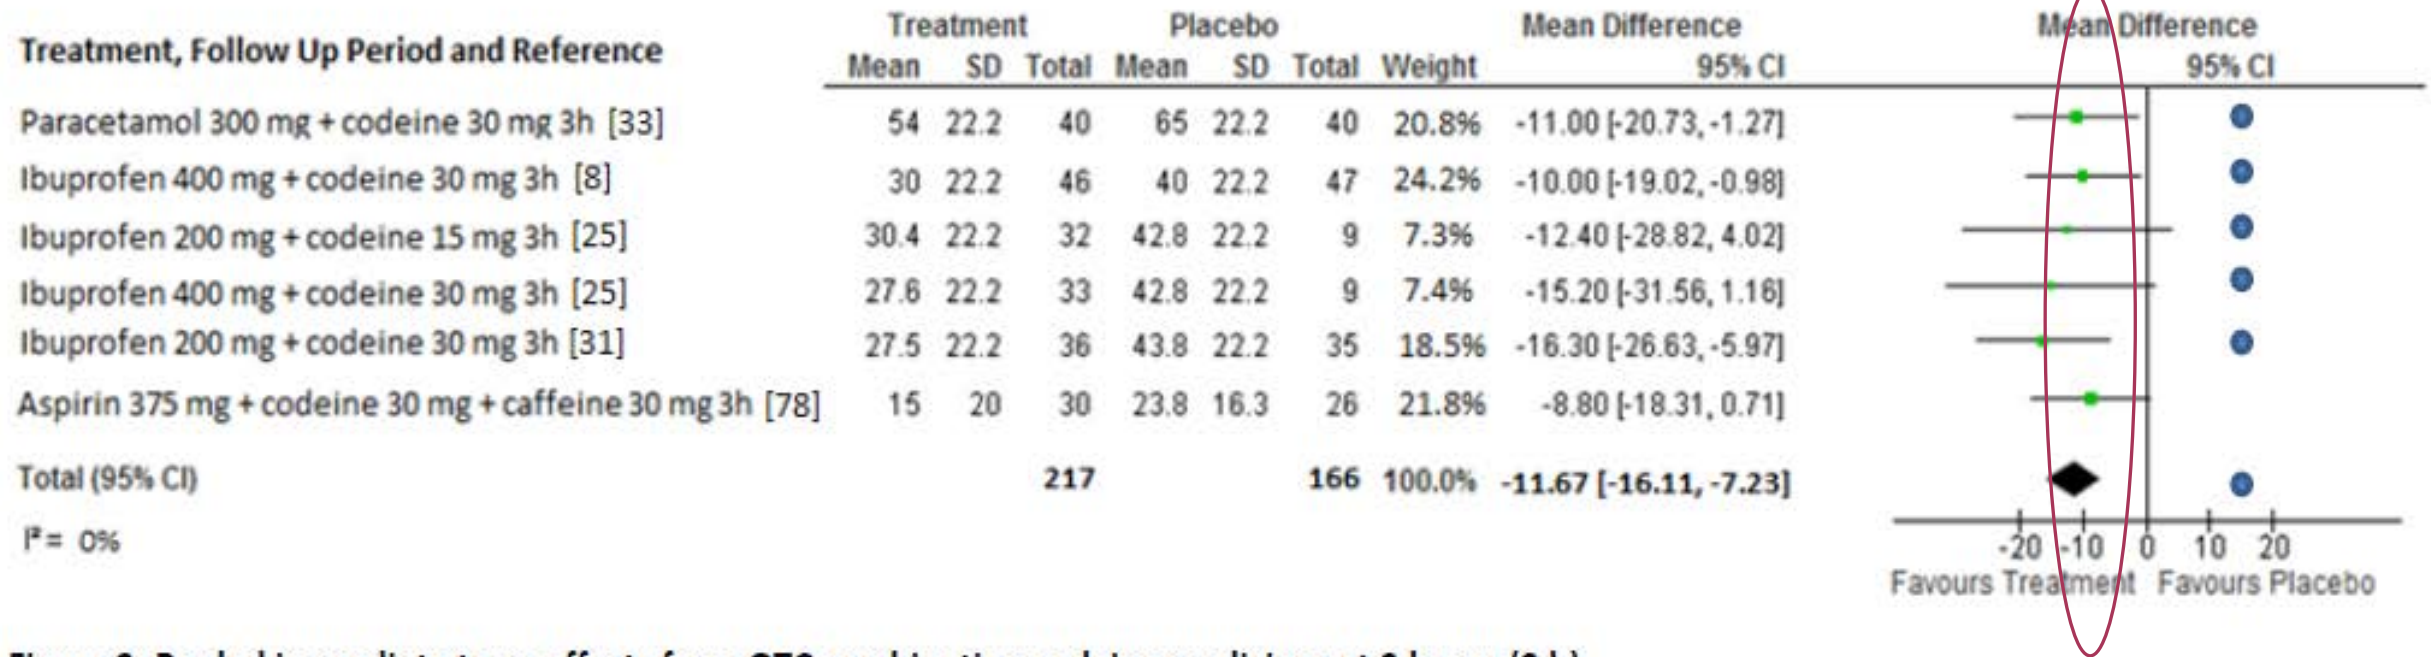 Treatment Placebo Mean Difference Mean Difference
Treatment, Follow Up Period and Reference Mean SD Total Mean SD Total Weight 95% CI 95% CI
Paracetamol 300 mg + codeine 30 mg 3h [33] 54 22.2 40 65 22.2 40 20.8% -11.00 [-20.73, -1.27]
Ibuprofen 400 mg + codeine 30 mg 3h [8] 30 22.2 46 40 22.2 47 24.2% -10.00 [-19.02, -0.98]
Ibuprofen 200 mg + codeine 15 mg 3h [25] 30.4 22.2 32 42.8 22.2 9 7.3% -12.40 [-28.82, 4.02]
Ibuprofen 400 mg + codeine 30 mg 3h [25] 27.6 22.2 33 42.8 22.2 9 7.4% -15.20 [-31.56, 1.16]
Ibuprofen 200 mg + codeine 30 mg 3h [31] 27.5 22.2 36 43.8 22.2 35 18.5% -16.30 [-26.63, -5.97]
Aspirin 375 mg + codeine 30 mg + caffeine 30 mg 3h [78] 15 20 30 23.8 16.3 26 21.8% -8.80 [-18.31, 0.71]
Total (95% CI) 217 166 100.0% -11.67 [-16.11, -7.23]
I² = 0% -20 -10 0 10 20
Favours Treatment Favours Placebo